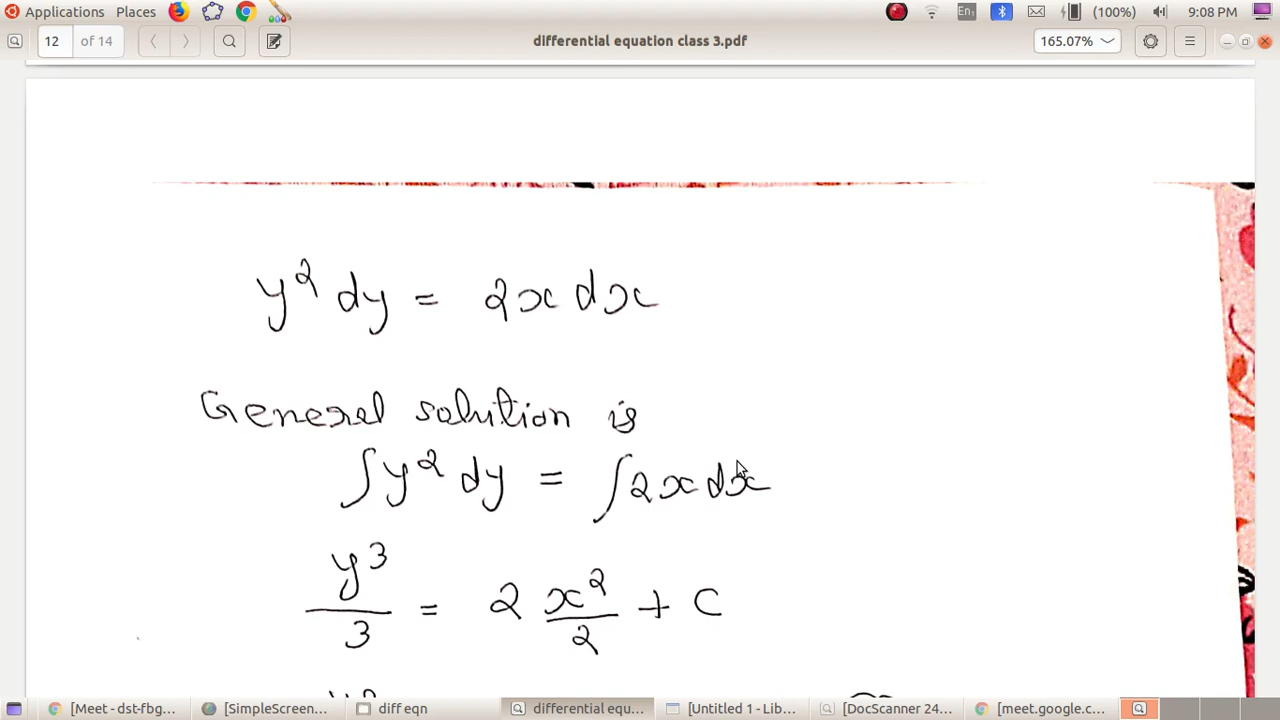 Applications Places En₁ (100%) 9:08 PM
12 of 14 differential equation class 3.pdf 165.07%
y² dy = 2x dx
General solution is
∫y² dy = ∫2x dx
y³/3 = 2 x²/2 + C
[Meet - dst-fbg... [SimpleScreen... diff eqn differential equ... [Untitled 1 - Lib... [DocScanner 24... [meet.google.c...